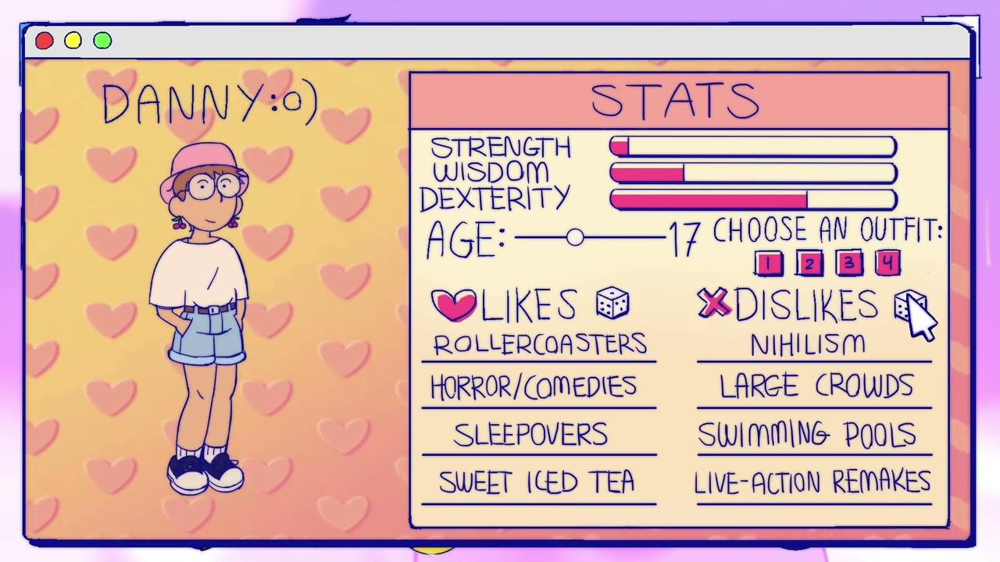 DANNY:o)
STATS
STRENGTH
WISDOM
DEXTERITY
AGE: 17
CHOOSE AN OUTFIT:
1 2 3 4
LIKES
ROLLERCOASTERS
HORROR/COMEDIES
SLEEPOVERS
SWEET ICED TEA
DISLIKES
NIHILISM
LARGE CROWDS
SWIMMING POOLS
LIVE-ACTION REMAKES